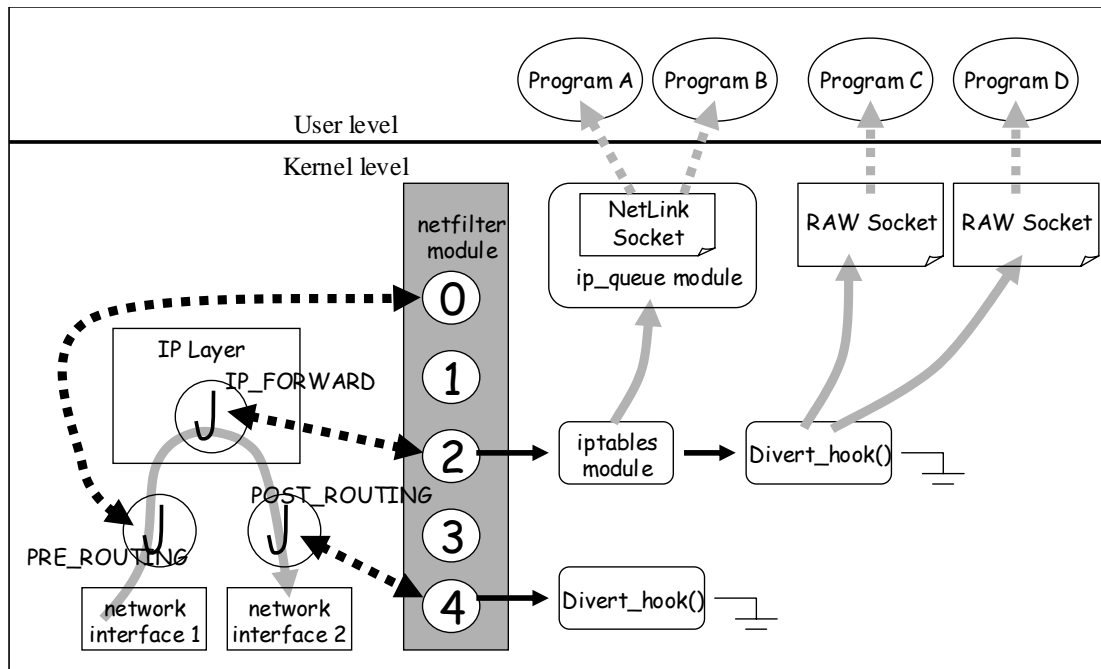 Program A
Program B
Program C
Program D
User level
Kernel level
netfilter
module
NetLink
Socket
ip_queue module
RAW Socket
RAW Socket
0
IP Layer
IP_FORWARD
J
1
2
iptables
module
Divert_hook()
POST_ROUTING
J
J
PRE_ROUTING
3
4
network
interface 1
network
interface 2
Divert_hook()